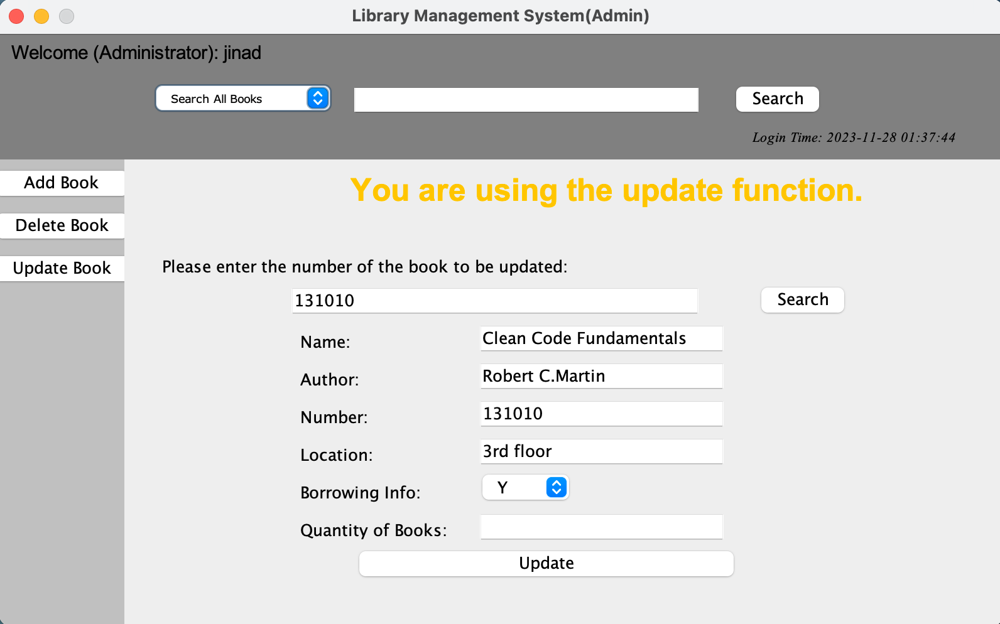 Library Management System(Admin)
Welcome (Administrator): jinad
Search All Books
Search
Login Time: 2023-11-28 01:37:44
Add Book
Delete Book
Update Book
You are using the update function.
Please enter the number of the book to be updated:
131010
Search
Name: Clean Code Fundamentals
Author: Robert C.Martin
Number: 131010
Location: 3rd floor
Borrowing Info: Y
Quantity of Books:
Update